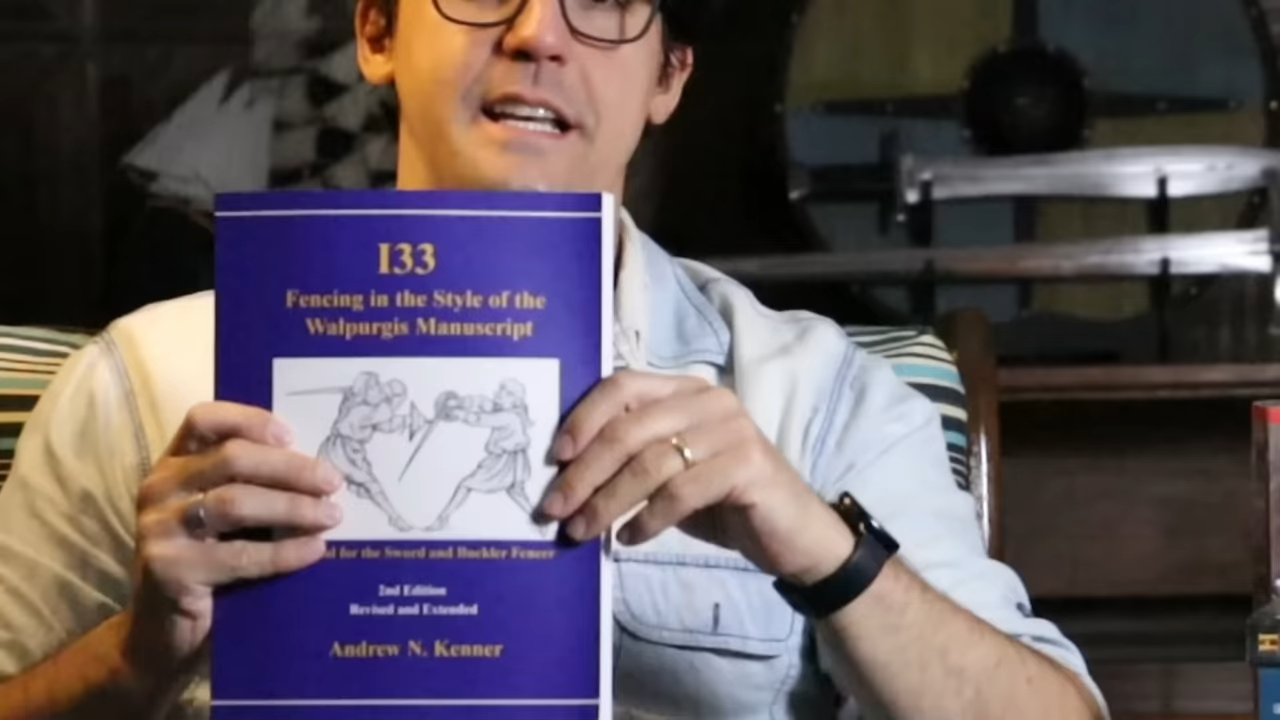 I33
Fencing in the Style of the
Walpurgis Manuscript
for the Sword and Buckler Fencer
2nd Edition
Revised and Extended
Andrew N. Kenner
H